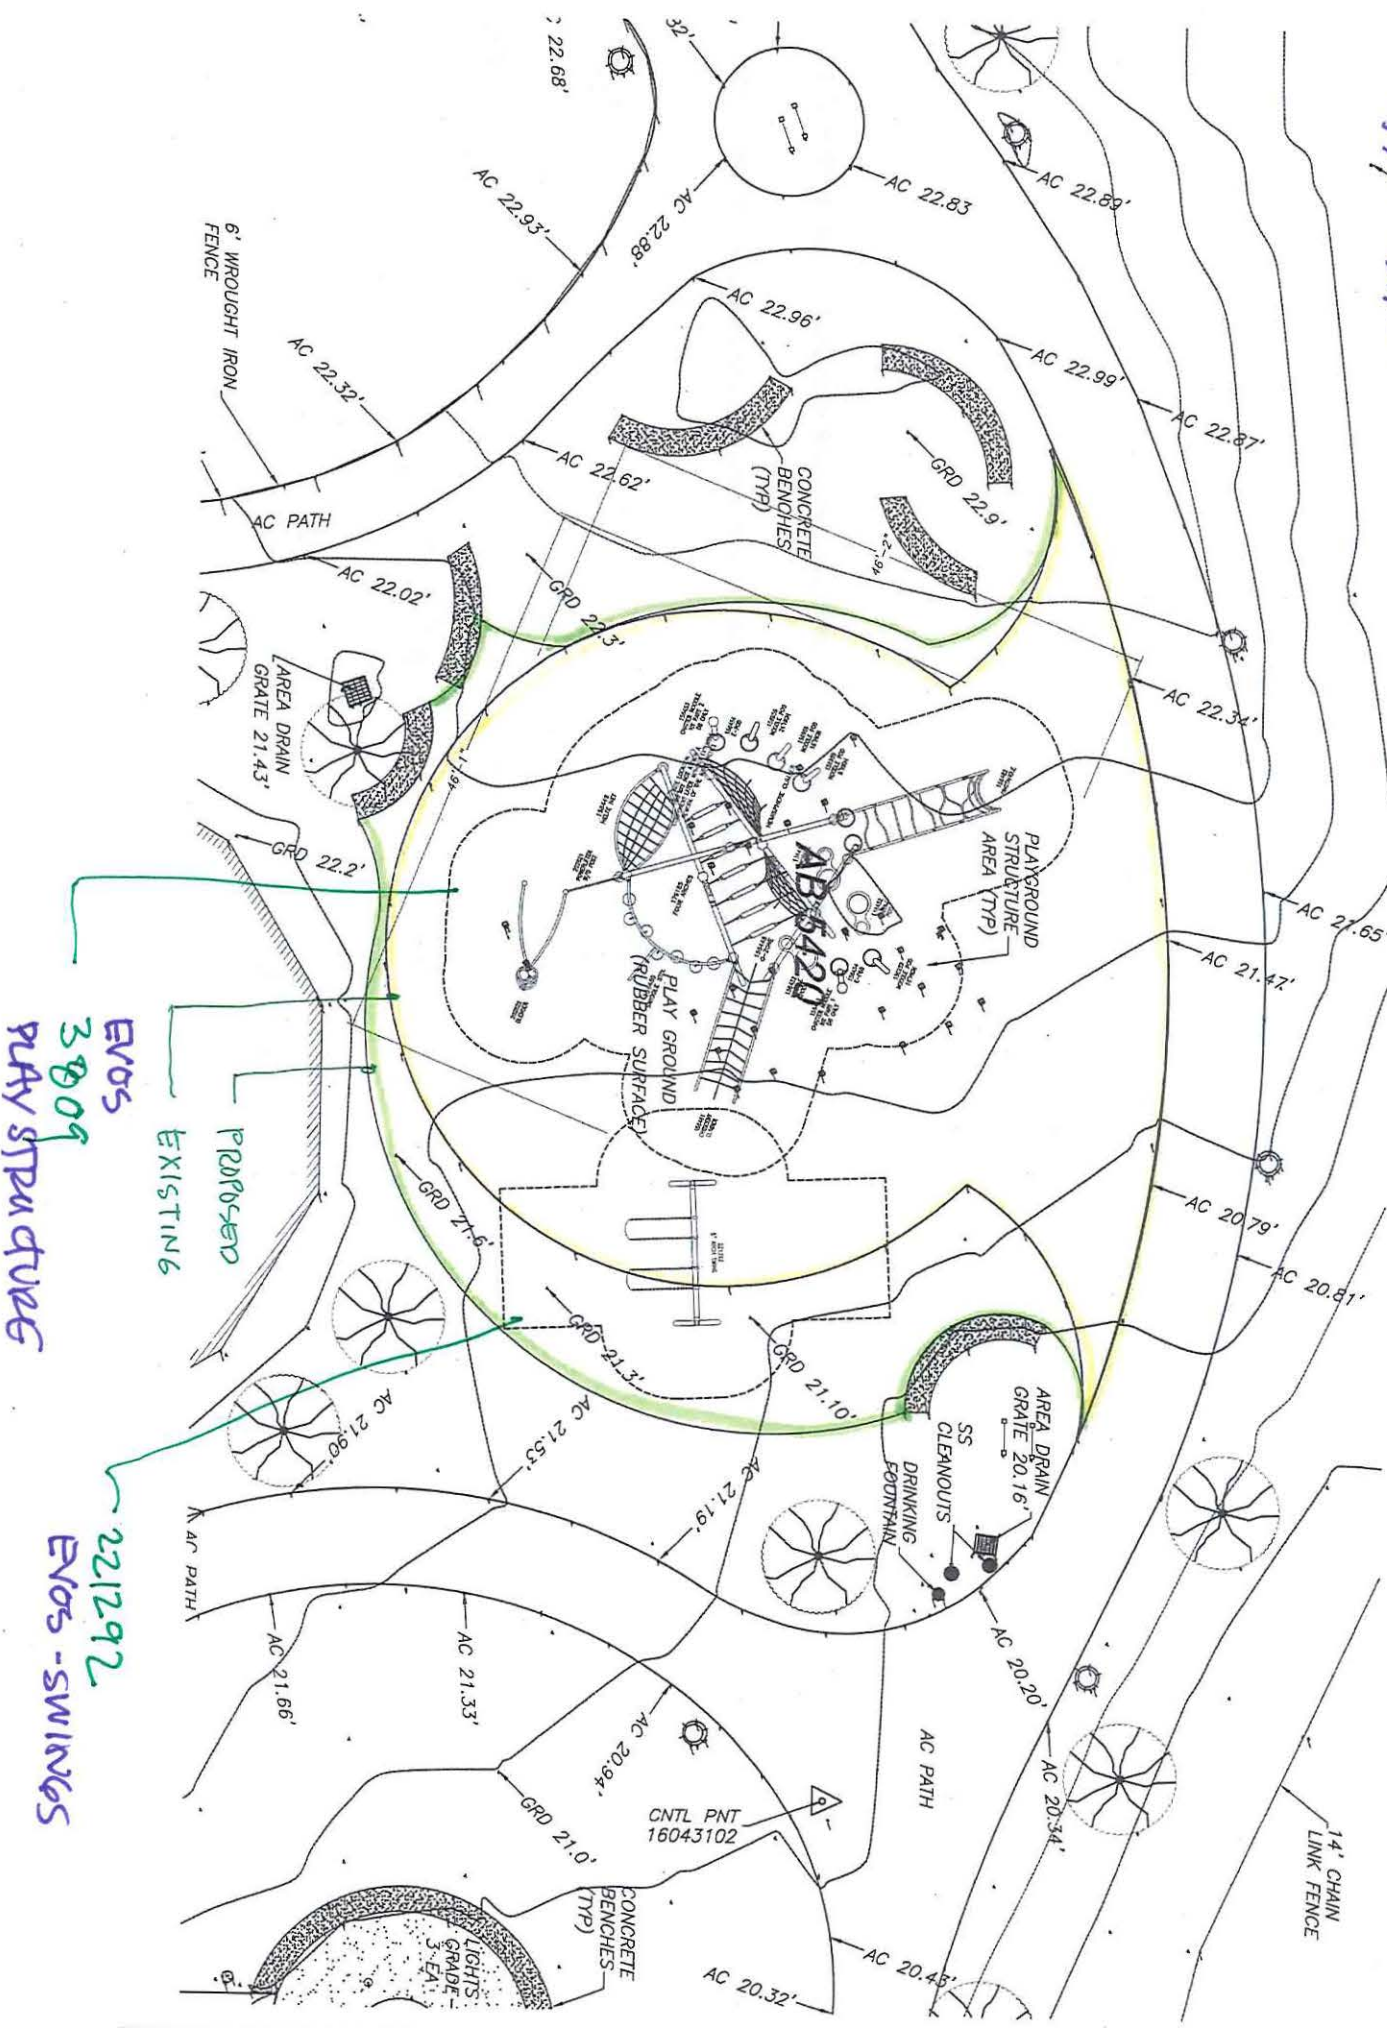 22.68'
32'
AC 22.83
AC 22.89'
AC 22.88'
AC 22.93'
6' WROUGHT IRON
FENCE
AC 22.32'
AC 22.96'
AC 22.99'
AC 22.87'
AC 22.62'
CONCRETE
BENCHES
(TYP)
GRD 22.9'
46'-2"
AC PATH
AC 22.02'
GRD 22.3'
AREA DRAIN
GRATE 21.43'
AC 22.34'
46'-1"
GRD 22.2'
PLAYGROUND
STRUCTURE
AREA (TYP)
AB 5420
AC 21.65'
AC 21.47'
PLAY GROUND
(RUBBER SURFACE)
EVOS
3809
PLAY STRUCTURE
PROPOSED
EXISTING
GRD 21.6'
AC 20.79'
AC 20.81'
GRD 21.3'
GRD 21.10'
AREA DRAIN
GRATE 20.16'
SS
CLEANOUTS
DRINKING
FOUNTAIN
AC 21.90'
AC 21.53'
AC 21.19'
221292
EVOS - SWINGS
AC PATH
AC 21.66'
AC 21.33'
AC 20.94'
AC 20.20'
AC 20.34'
AC PATH
CNTL PNT
16043102
GRD 21.0'
14' CHAIN
LINK FENCE
CONCRETE
BENCHES
(TYP)
LIGHTS
GRADE
3 EA
AC 20.43'
AC 20.32'